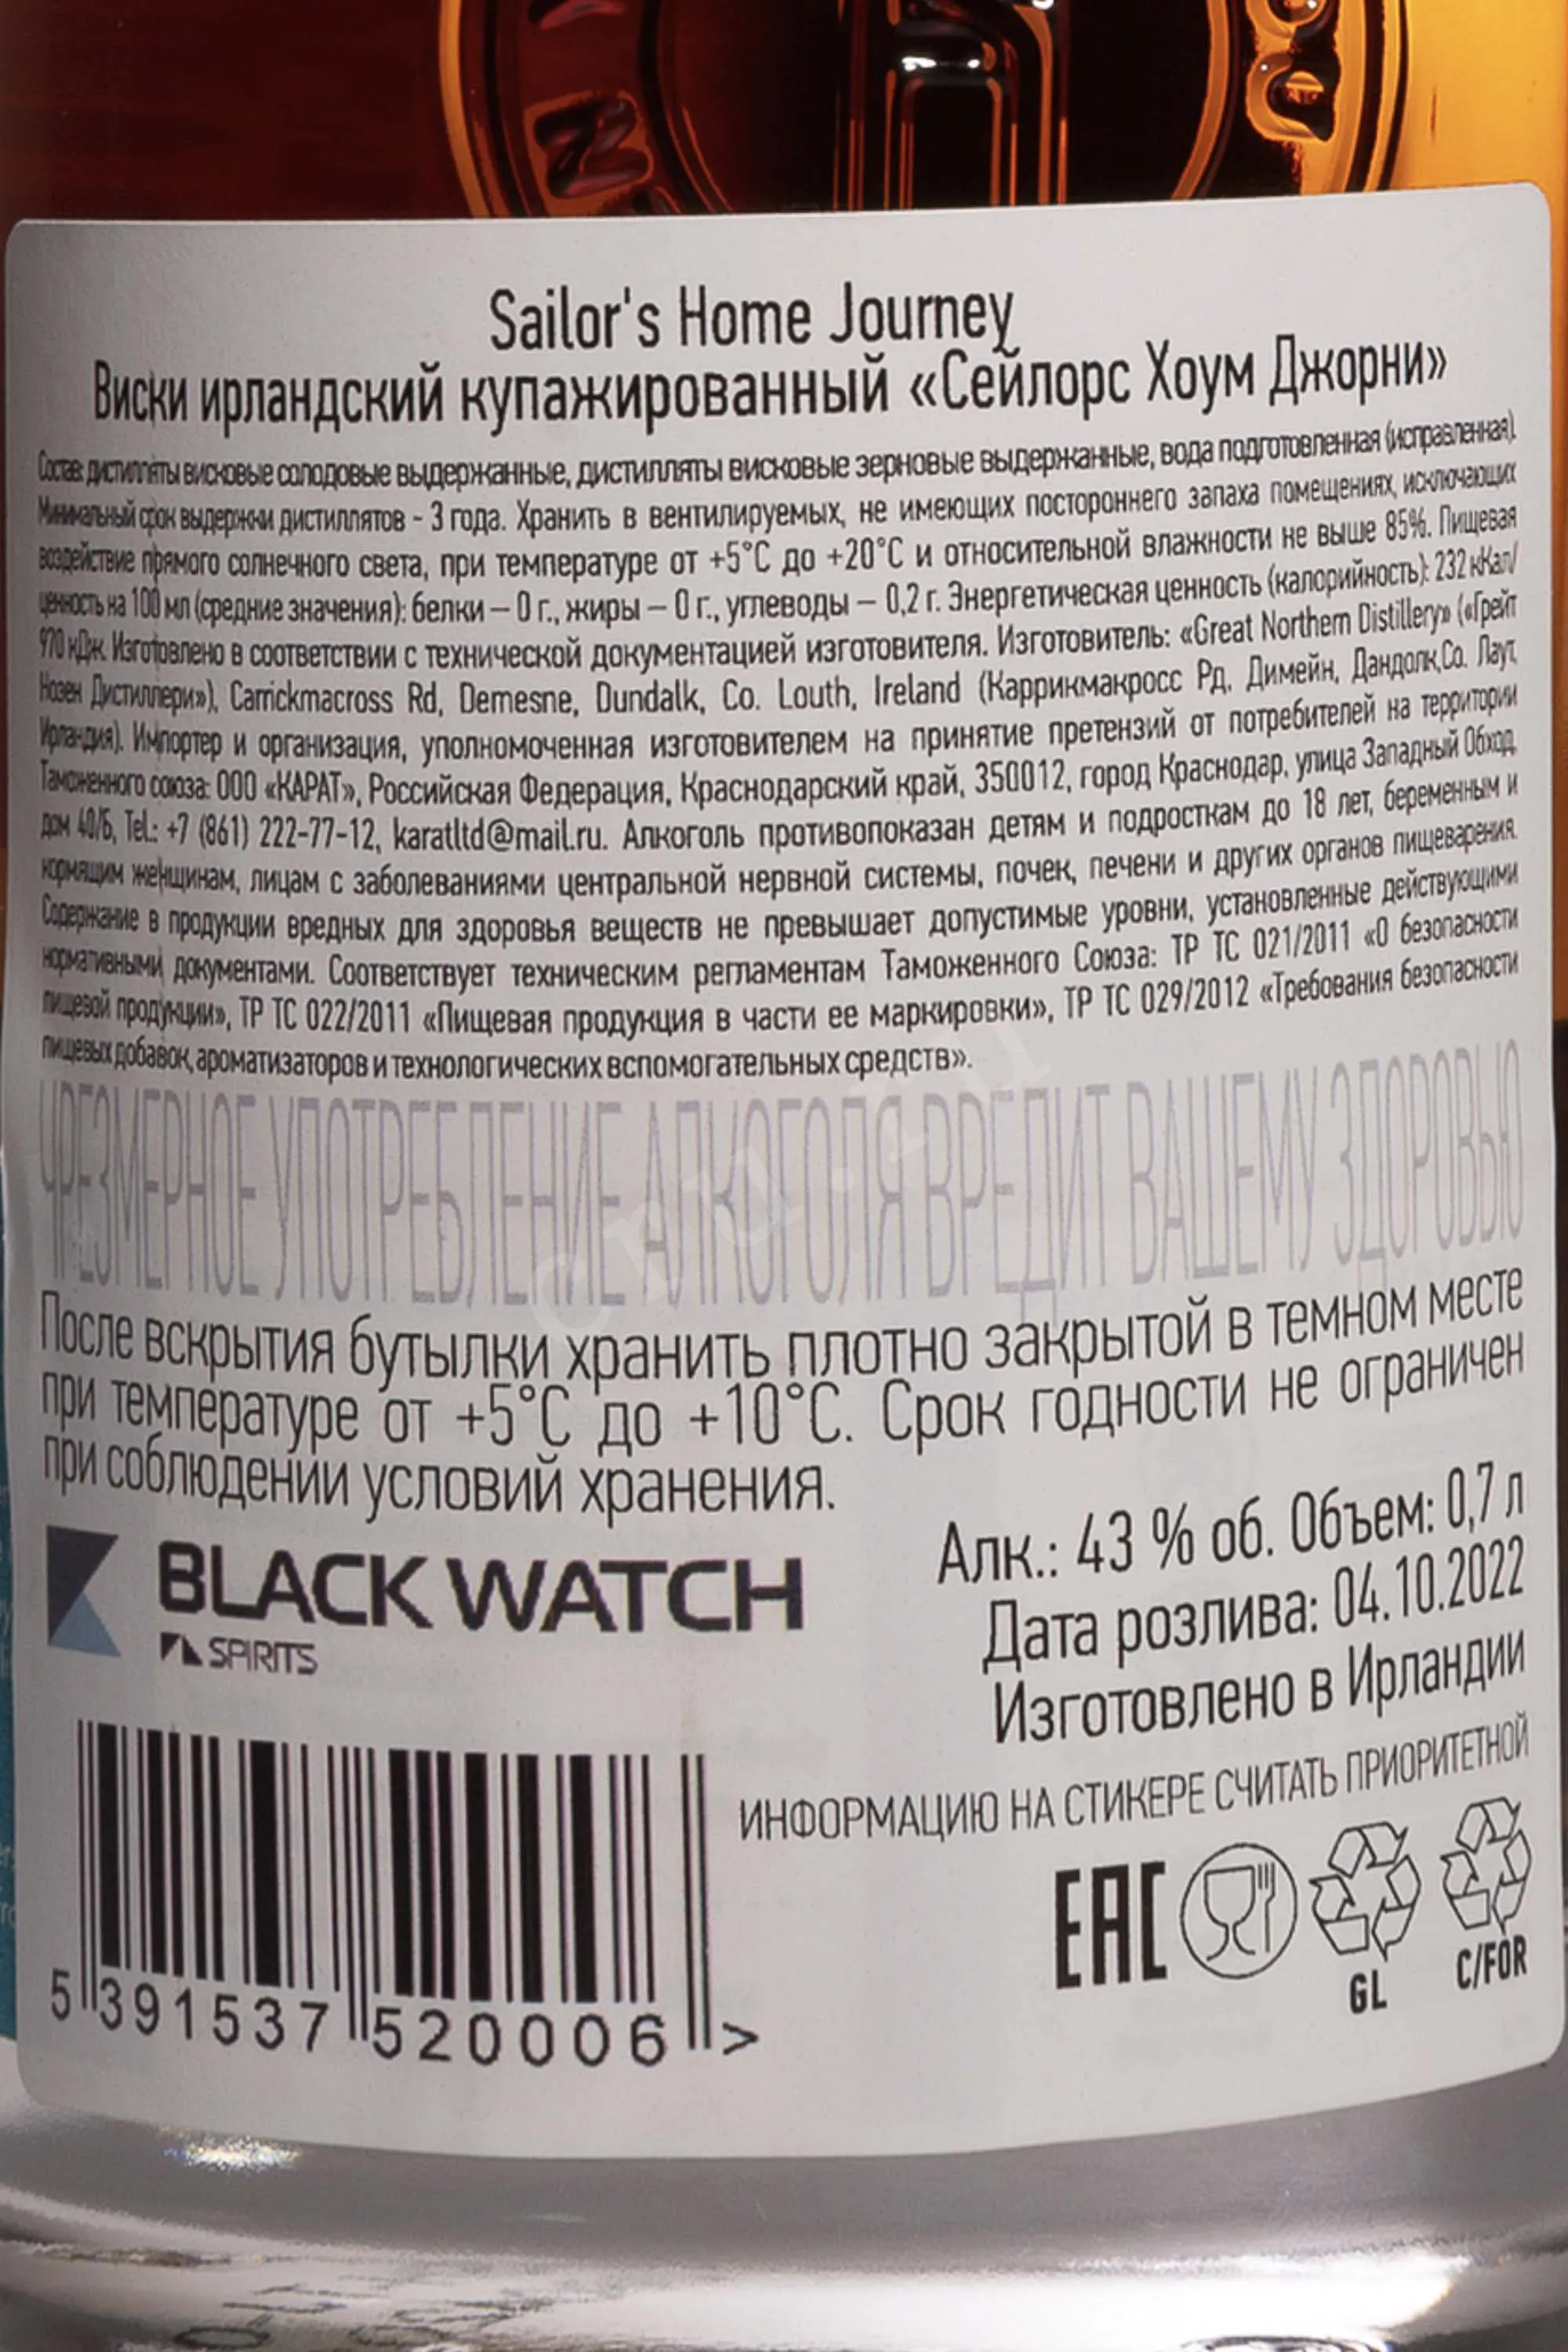 Sailor's Home Journey
Виски ирландский купажированный «Сейлорс Хоум Джорни»
Состав: дистилляты висковые солодовые выдержанные, дистилляты висковые зерновые выдержанные, вода подготовленная (исправленная).
Минимальный срок выдержки дистиллятов - 3 года. Хранить в вентилируемых, не имеющих постороннего запаха помещениях, исключающих
воздействие прямого солнечного света, при температуре от +5°C до +20°C и относительной влажности не выше 85%. Пищевая
ценность на 100 мл (средние значения): белки – 0 г., жиры – 0 г., углеводы – 0,2 г. Энергетическая ценность (калорийность): 232 кКал/
970 кДж. Изготовлено в соответствии с технической документацией изготовителя. Изготовитель: «Great Northern Distillery» («Грейт
Нозен Дистиллери»), Carrickmacross Rd, Demesne, Dundalk, Co. Louth, Ireland (Каррикмакросс Рд, Димейн, Дандолк,Со. Лаут,
Ирландия). Импортер и организация, уполномоченная изготовителем на принятие претензий от потребителей на территории
Таможенного союза: ООО «КАРАТ», Российская Федерация, Краснодарский край, 350012, город Краснодар, улица Западный Обход,
дом 40/Б, Tel.: +7 (861) 222-77-12, karatltd@mail.ru. Алкоголь противопоказан детям и подросткам до 18 лет, беременным и
кормящим женщинам, лицам с заболеваниями центральной нервной системы, почек, печени и других органов пищеварения.
Содержание в продукции вредных для здоровья веществ не превышает допустимые уровни, установленные действующими
нормативными документами. Соответствует техническим регламентам Таможенного Союза: ТР ТС 021/2011 «О безопасности
пищевой продукции», ТР ТС 022/2011 «Пищевая продукция в части ее маркировки», ТР ТС 029/2012 «Требования безопасности
пищевых добавок, ароматизаторов и технологических вспомогательных средств».
ЧРЕЗМЕРНОЕ УПОТРЕБЛЕНИЕ АЛКОГОЛЯ ВРЕДИТ ВАШЕМУ ЗДОРОВЬЮ
cru.ru
После вскрытия бутылки хранить плотно закрытой в темном месте
при температуре от +5°C до +10°C. Срок годности не ограничен
при соблюдении условий хранения.
Алк.: 43 % об. Объем: 0,7 л
Дата розлива: 04.10.2022
Изготовлено в Ирландии
BLACK WATCH
SPIRITS
ИНФОРМАЦИЮ НА СТИКЕРЕ СЧИТАТЬ ПРИОРИТЕТНОЙ
EAC
GL
C/FOR
5 391537 520006 >